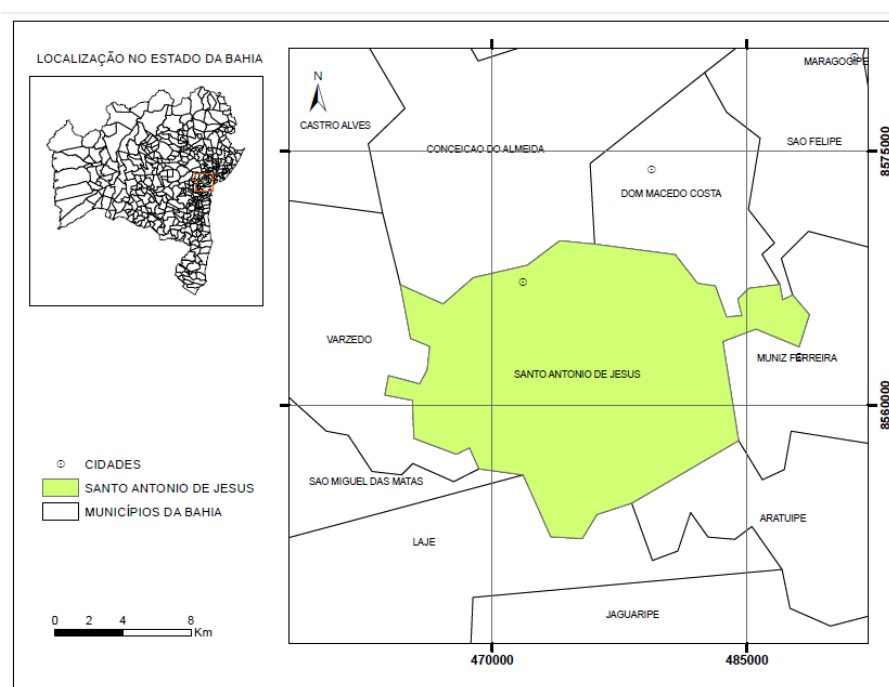 LOCALIZAÇÃO NO ESTADO DA BAHIA
N
CASTRO ALVES
CONCEICAO DO ALMEIDA
MARAGOGIPE
SAO FELIPE
DOM MACEDO COSTA
8575000
VARZEDO
MUNIZ FERREIRA
SANTO ANTONIO DE JESUS
8560000
CIDADES
SANTO ANTONIO DE JESUS
MUNICÍPIOS DA BAHIA
SAO MIGUEL DAS MATAS
LAJE
ARATUIPE
JAGUARIPE
0 2 4 8
Km
470000 485000